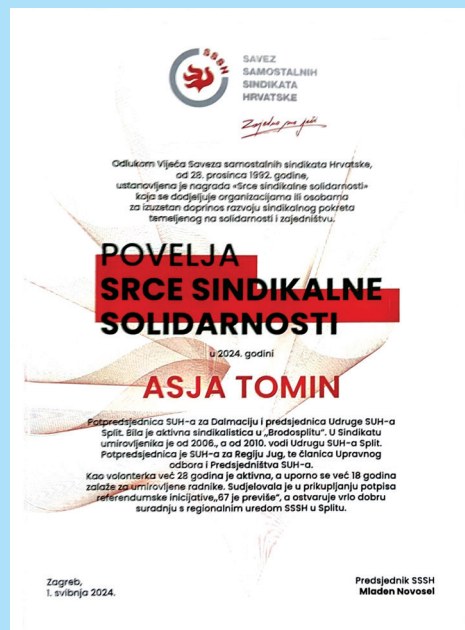 SSSH
SAVEZ
SAMOSTALNIH
SINDIKATA
HRVATSKE
Zajedno smo jači
Odlukom Vijeća Saveza samostalnih sindikata Hrvatske,
od 28. prosinca 1992. godine,
ustanovljena je nagrada «Srce sindikalne solidarnosti»
koja se dodjeljuje organizacijama ili osobama
za izuzetan doprinos razvoju sindikalnog pokreta
temeljenog na solidarnosti i zajedništvu.
POVELJA
SRCE SINDIKALNE
SOLIDARNOSTI
u 2024. godini
ASJA TOMIN
Potpredsjednica SUH-a za Dalmaciju i predsjednica Udruge SUH-a
Split. Bila je aktivna sindikalistica u „Brodosplitu“. U Sindikatu
umirovljenika je od 2006., a od 2010. vodi Udrugu SUH-a Split.
Potpredsjednica je SUH-a za Regiju Jug, te članica Upravnog
odbora i Predsjedništva SUH-a.
Kao volonterka već 28 godina je aktivna, a uporno se već 18 godina
zalaže za umirovljene radnike. Sudjelovala je u prikupljanju potpisa
referendumske inicijative„67 je previše“, a ostvaruje vrlo dobru
suradnju s regionalnim uredom SSSH u Splitu.
Zagreb,
1. svibnja 2024.
Predsjednik SSSH
Mladen Novosel